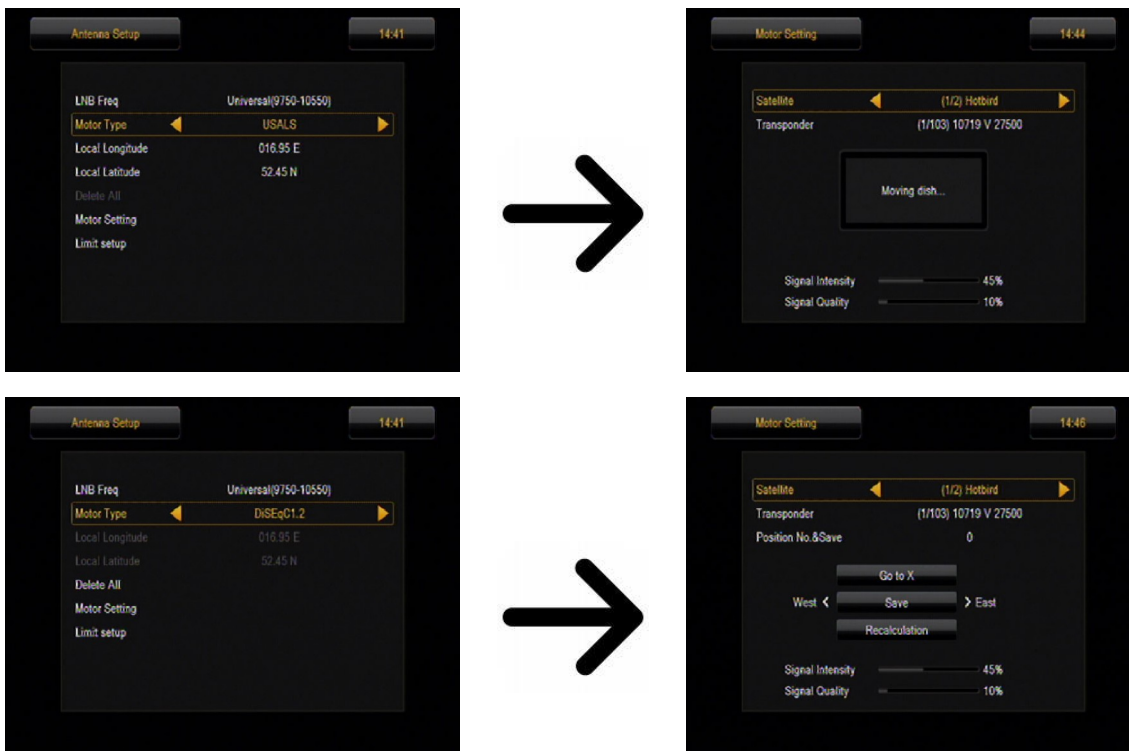 Antenna Setup 14:41
LNB Freq Universal(9750-10550)
Motor Type USALS
Local Longitude 016.95 E
Local Latitude 52.45 N
Delete All
Motor Setting
Limit setup
Motor Setting 14:44
Satellite (1/2) Hotbird
Transponder (1/103) 10719 V 27500
Moving dish...
Signal Intensity 45%
Signal Quality 10%
Antenna Setup 14:41
LNB Freq Universal(9750-10550)
Motor Type DiSEqC1.2
Local Longitude 016.95 E
Local Latitude 52.45 N
Delete All
Motor Setting
Limit setup
Motor Setting 14:46
Satellite (1/2) Hotbird
Transponder (1/103) 10719 V 27500
Position No.&Save 0
Go to X
West < Save > East
Recalculation
Signal Intensity 45%
Signal Quality 10%